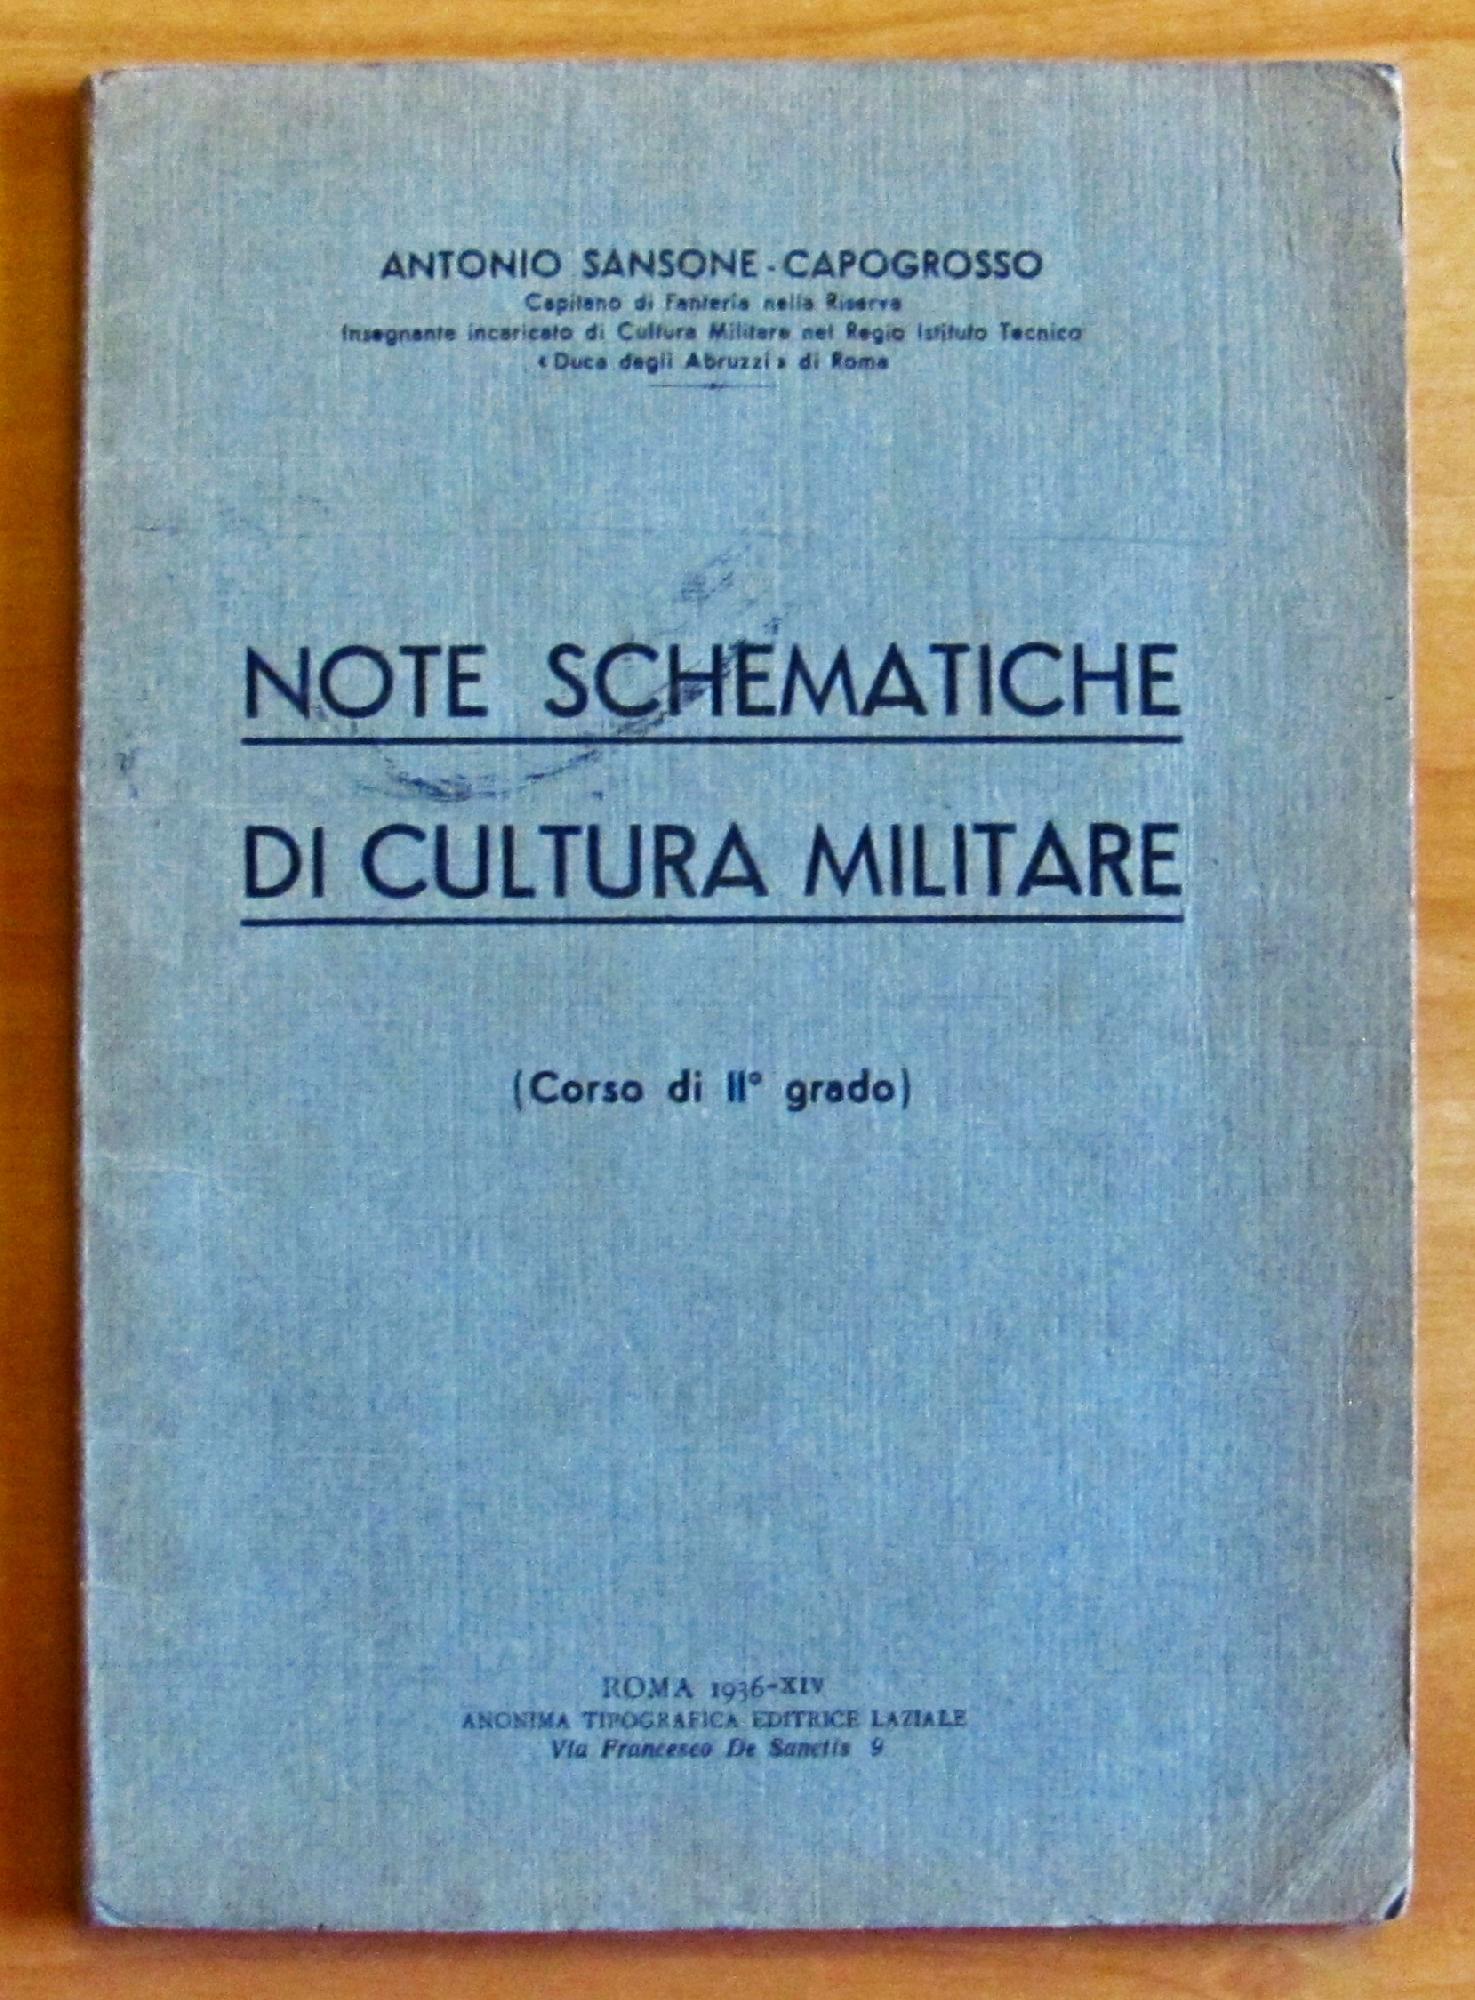 ANTONIO SANSONE - CAPOGROSSO
Capitano di Fanteria nella Riserva
Insegnante incaricato di Cultura Militare nel Regio Istituto Tecnico
«Duca degli Abruzzi» di Roma
NOTE SCHEMATICHE
DI CULTURA MILITARE
(Corso di II° grado)
ROMA 1936-XIV
ANONIMA TIPOGRAFICA EDITRICE LAZIALE
Via Francesco De Sanctis 9